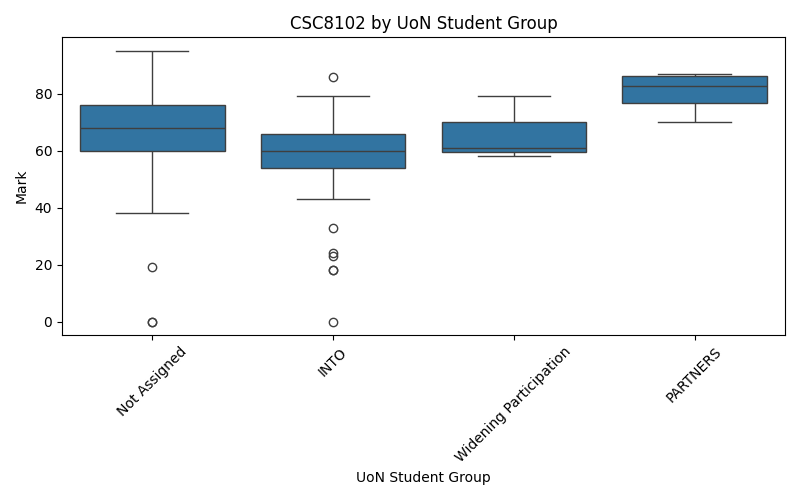 CSC8102 by UoN Student Group
Mark
80
60
40
20
0
Not Assigned
INTO
Widening Participation
PARTNERS
UoN Student Group